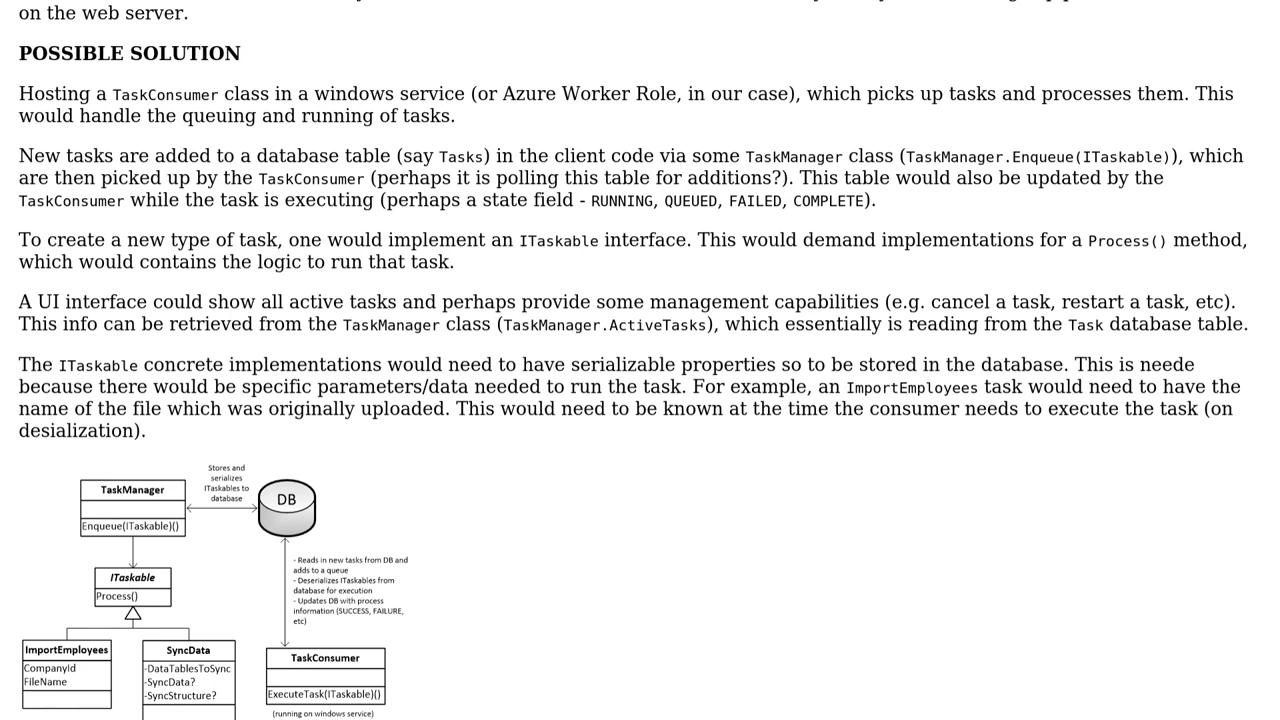 on the web server.
POSSIBLE SOLUTION
Hosting a TaskConsumer class in a windows service (or Azure Worker Role, in our case), which picks up tasks and processes them. This
would handle the queuing and running of tasks.
New tasks are added to a database table (say Tasks) in the client code via some TaskManager class (TaskManager.Enqueue(ITaskable)), which
are then picked up by the TaskConsumer (perhaps it is polling this table for additions?). This table would also be updated by the
TaskConsumer while the task is executing (perhaps a state field - RUNNING, QUEUED, FAILED, COMPLETE).
To create a new type of task, one would implement an ITaskable interface. This would demand implementations for a Process() method,
which would contains the logic to run that task.
A UI interface could show all active tasks and perhaps provide some management capabilities (e.g. cancel a task, restart a task, etc).
This info can be retrieved from the TaskManager class (TaskManager.ActiveTasks), which essentially is reading from the Task database table.
The ITaskable concrete implementations would need to have serializable properties so to be stored in the database. This is neede
because there would be specific parameters/data needed to run the task. For example, an ImportEmployees task would need to have the
name of the file which was originally uploaded. This would need to be known at the time the consumer needs to execute the task (on
desialization).
Stores and
serializes
ITaskables to
database
TaskManager
Enqueue(ITaskable)()
DB
- Reads in new tasks from DB and
adds to a queue
- Deserializes ITaskables from
database for execution
- Updates DB with process
information (SUCCESS, FAILURE,
etc)
ITaskable
Process()
ImportEmployees
CompanyId
FileName
SyncData
-DataTablesToSync
-SyncData?
-SyncStructure?
TaskConsumer
ExecuteTask(ITaskable)()
(running on windows service)